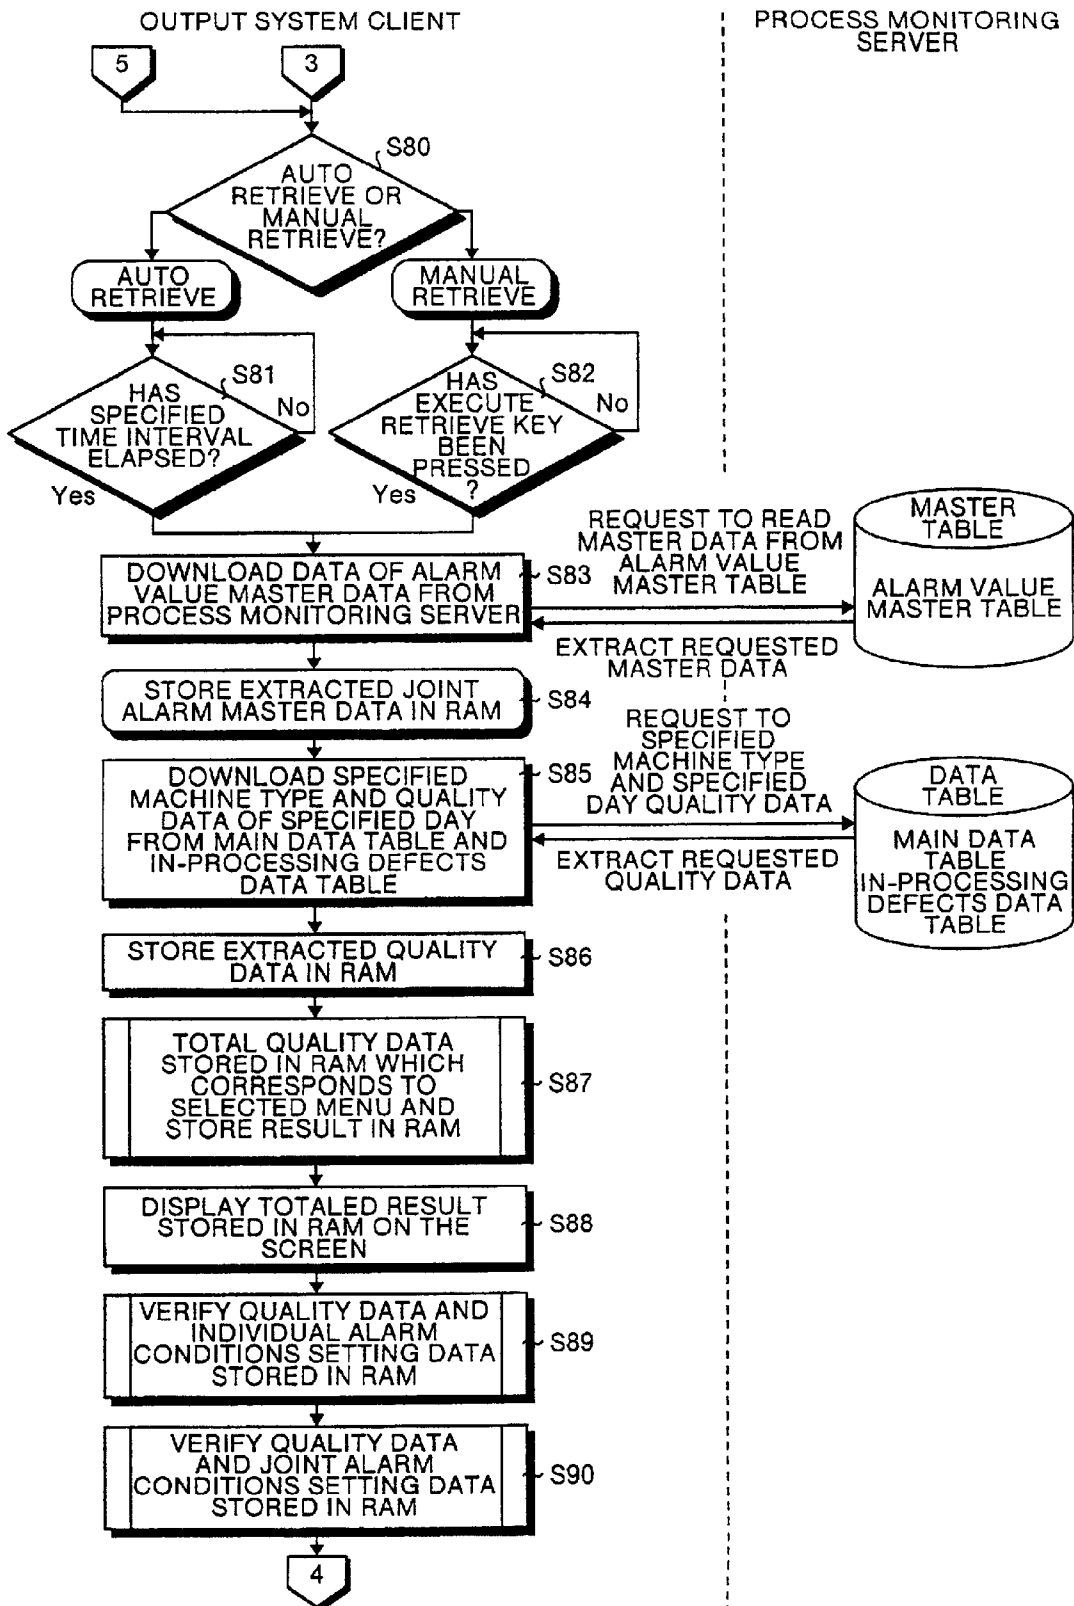 OUTPUT SYSTEM CLIENT
PROCESS MONITORING
SERVER
5
3
S80
AUTO
RETRIEVE OR
MANUAL
RETRIEVE?
AUTO
RETRIEVE
MANUAL
RETRIEVE
S81
HAS
SPECIFIED
TIME INTERVAL
ELAPSED?
No
Yes
S82
HAS
EXECUTE
RETRIEVE KEY
BEEN
PRESSED
?
No
Yes
DOWNLOAD DATA OF ALARM
VALUE MASTER DATA FROM
PROCESS MONITORING SERVER
S83
REQUEST TO READ
MASTER DATA FROM
ALARM VALUE
MASTER TABLE
EXTRACT REQUESTED
MASTER DATA
MASTER
TABLE
ALARM VALUE
MASTER TABLE
STORE EXTRACTED JOINT
ALARM MASTER DATA IN RAM
S84
DOWNLOAD SPECIFIED
MACHINE TYPE AND QUALITY
DATA OF SPECIFIED DAY
FROM MAIN DATA TABLE AND
IN-PROCESSING DEFECTS
DATA TABLE
S85
REQUEST TO
SPECIFIED
MACHINE TYPE
AND SPECIFIED
DAY QUALITY DATA
EXTRACT REQUESTED
QUALITY DATA
DATA
TABLE
MAIN DATA
TABLE
IN-PROCESSING
DEFECTS DATA
TABLE
STORE EXTRACTED QUALITY
DATA IN RAM
S86
TOTAL QUALITY DATA
STORED IN RAM WHICH
CORRESPONDS TO
SELECTED MENU AND
STORE RESULT IN RAM
S87
DISPLAY TOTALED RESULT
STORED IN RAM ON THE
SCREEN
S88
VERIFY QUALITY DATA AND
INDIVIDUAL ALARM
CONDITIONS SETTING DATA
STORED IN RAM
S89
VERIFY QUALITY DATA
AND JOINT ALARM
CONDITIONS SETTING DATA
STORED IN RAM
S90
4